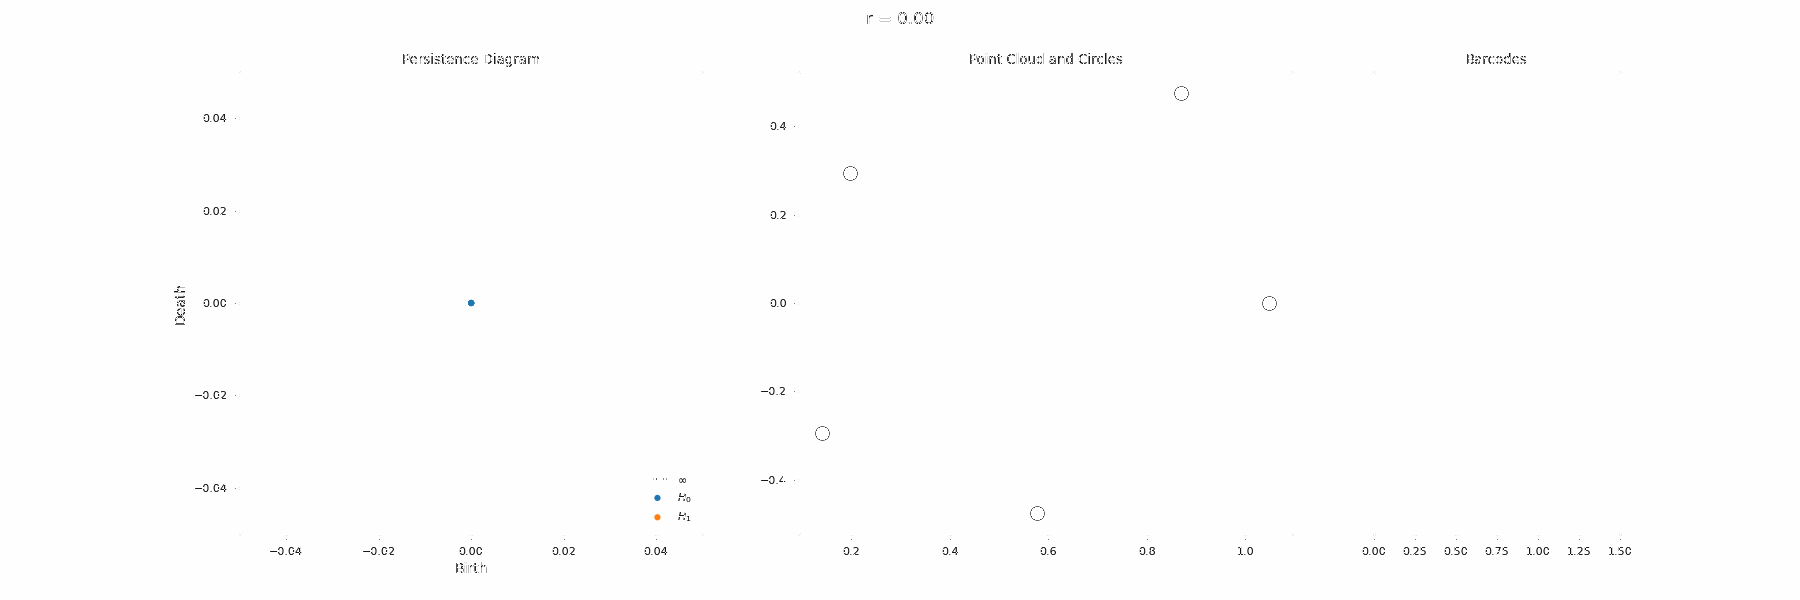 r = 0.00
Persistence Diagram
0.04
0.02
0.00
−0.02
−0.04
Death
−0.04 −0.02 0.00 0.02 0.04
Birth
∞
H₀
H₁
Point Cloud and Circles
0.4
0.2
0.0
−0.2
−0.4
0.2 0.4 0.6 0.8 1.0
Barcodes
0.00 0.25 0.50 0.75 1.00 1.25 1.50